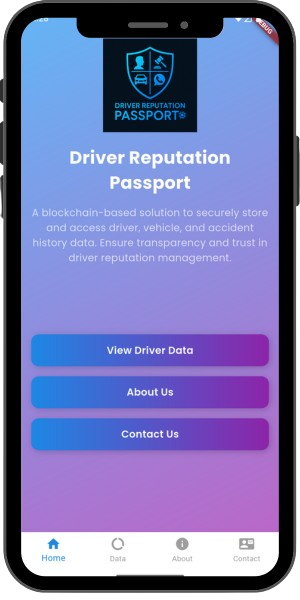 DEBUG
DRIVER REPUTATION
PASSPORT®
Driver Reputation
Passport
A blockchain-based solution to securely store
and access driver, vehicle, and accident
history data. Ensure transparency and trust in
driver reputation management.
View Driver Data
About Us
Contact Us
Home
Data
About
Contact